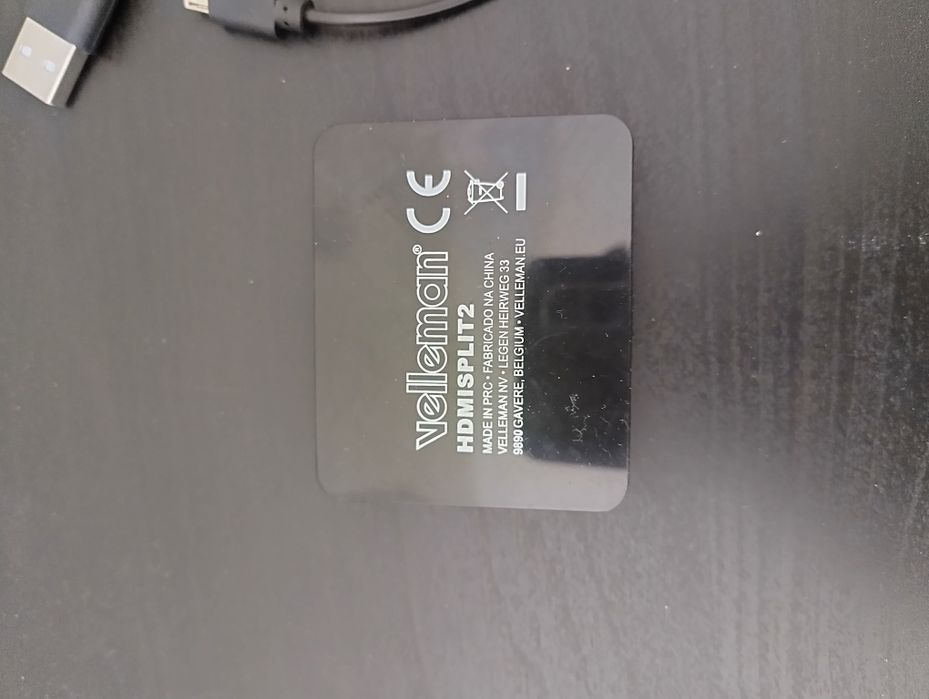 Velleman®
HDMISPLIT2
MADE IN PRC • FABRICADO NA CHINA
VELLEMAN NV • LEGEN HEIRWEG 33
9890 GAVERE, BELGIUM • VELLEMAN.EU
CE